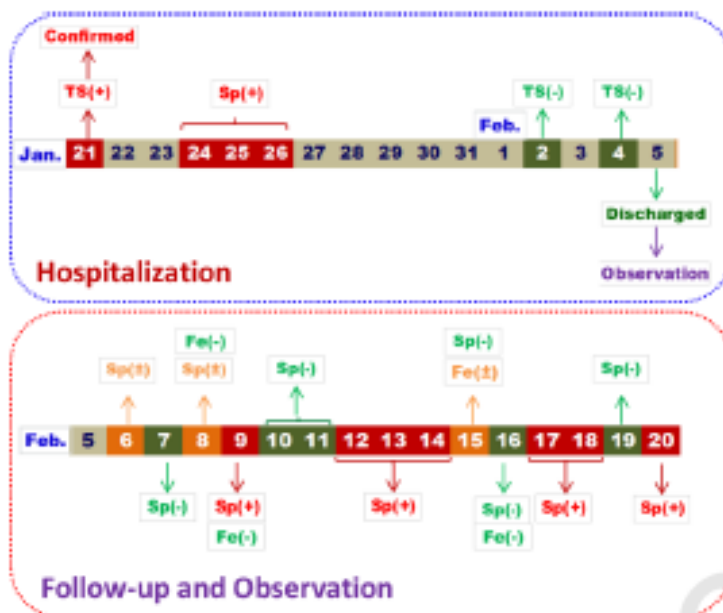 Confirmed
TS(+) Sp(+) TS(-) TS(-)
Feb.
Jan. 21 22 23 24 25 26 27 28 29 30 31 1 2 3 4 5
Discharged
Hospitalization Observation
Fe(-) Sp(-)
Sp(±) Sp(±) Sp(-) Fe(±) Sp(-)
Feb. 5 6 7 8 9 10 11 12 13 14 15 16 17 18 19 20
Sp(-) Sp(+) Sp(+) Sp(-) Sp(+) Sp(+)
Fe(-) Fe(-)
Follow-up and Observation